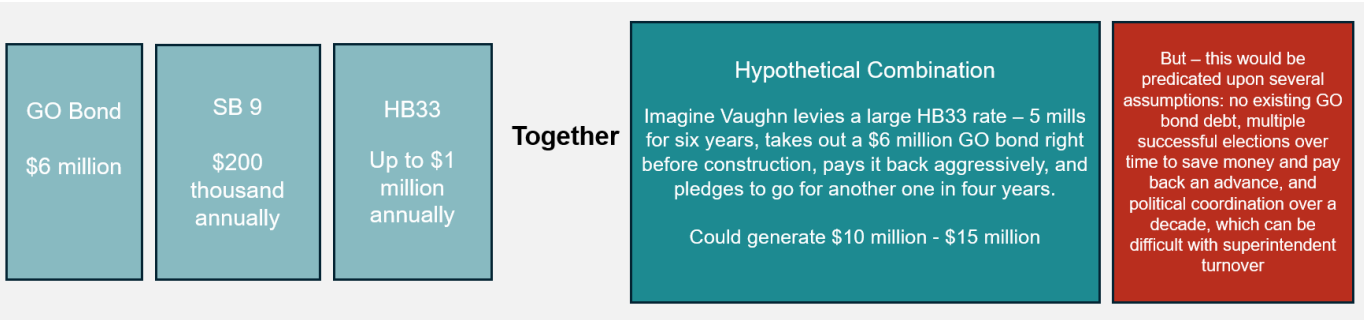 GO Bond
$6 million
SB 9
$200
thousand
annually
HB33
Up to $1
million
annually
Together
Hypothetical Combination
Imagine Vaughn levies a large HB33 rate – 5 mills
for six years, takes out a $6 million GO bond right
before construction, pays it back aggressively, and
pledges to go for another one in four years.
Could generate $10 million - $15 million
But – this would be
predicated upon several
assumptions: no existing GO
bond debt, multiple
successful elections over
time to save money and pay
back an advance, and
political coordination over a
decade, which can be
difficult with superintendent
turnover